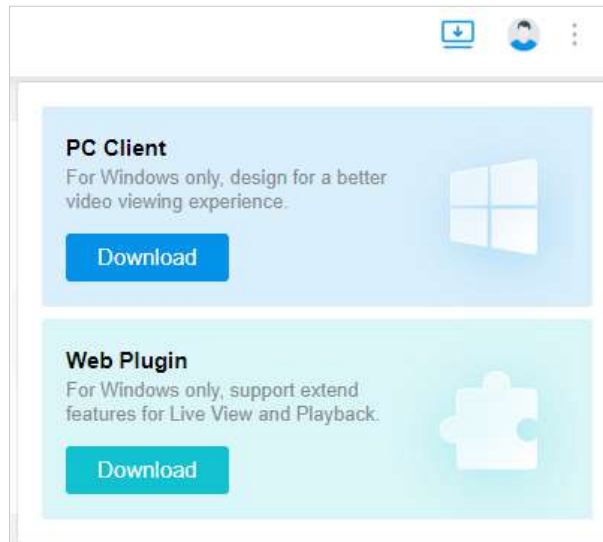 PC Client
For Windows only, design for a better
video viewing experience.
Download
Web Plugin
For Windows only, support extend
features for Live View and Playback.
Download